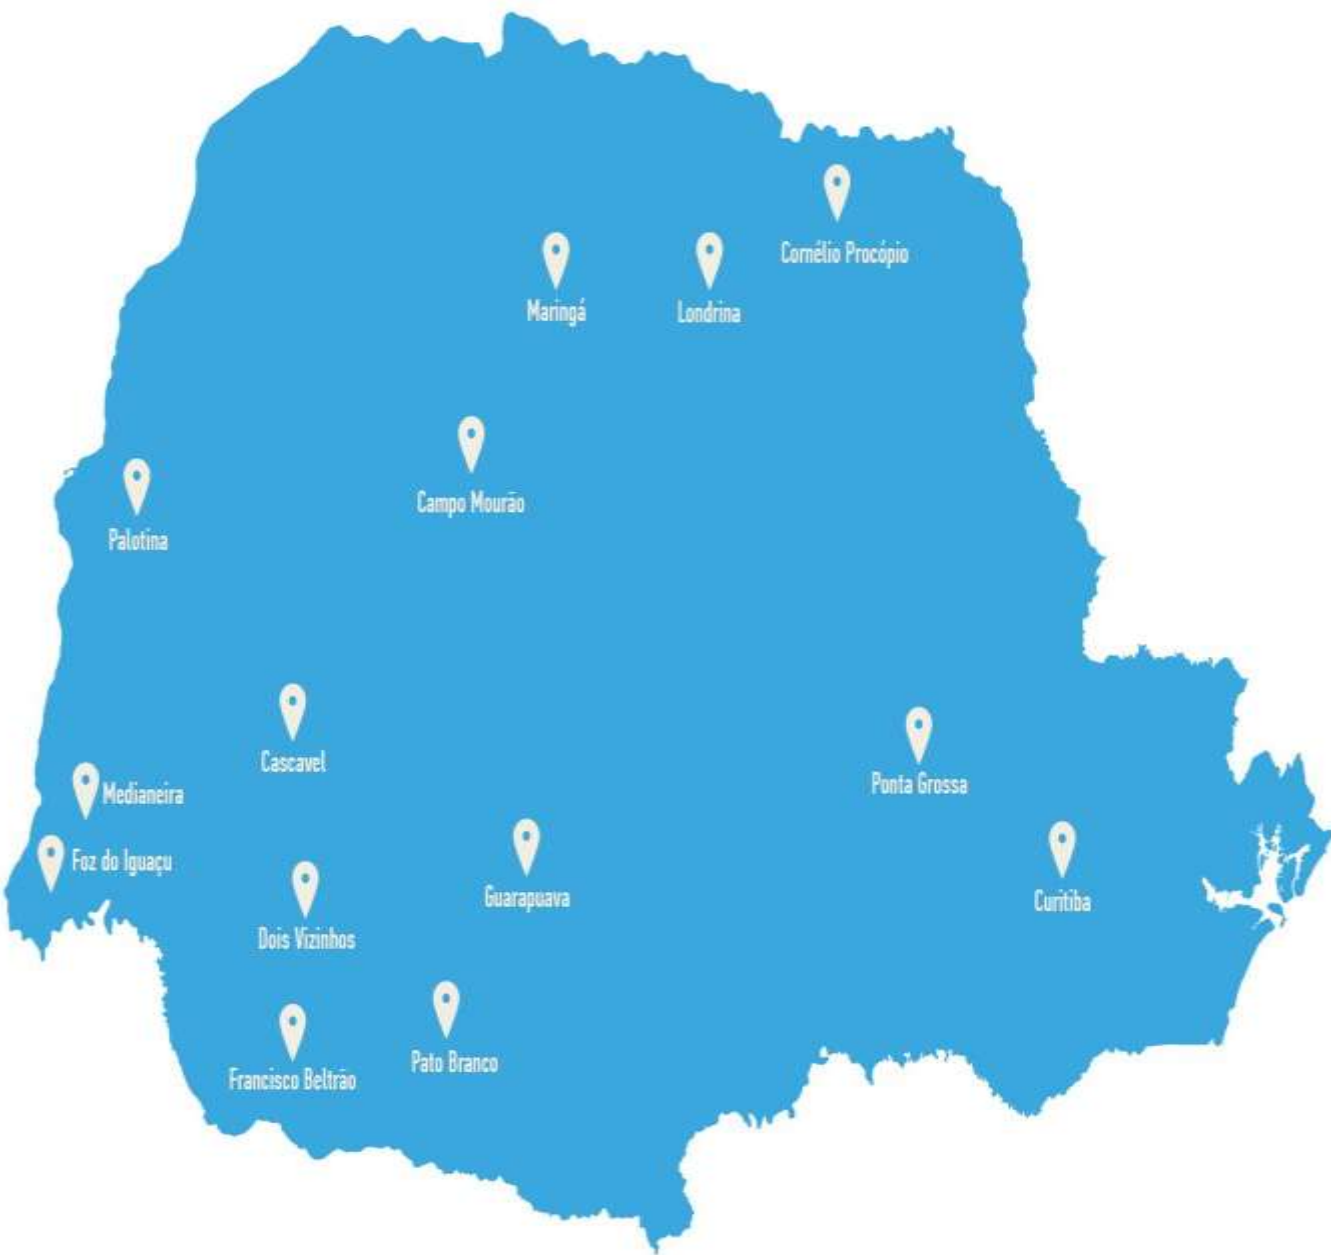 Cornélio Procópio
Maringá
Londrina
Campo Mourão
Palotina
Cascavel
Ponta Grossa
Medianeira
Foz do Iguaçu
Guarapuava
Curitiba
Dois Vizinhos
Pato Branco
Francisco Beltrão